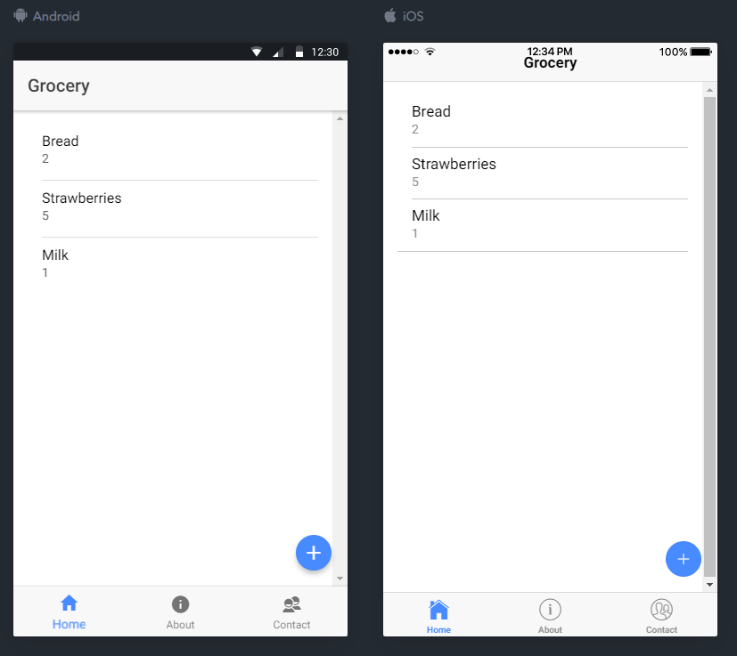 Android
12:30
Grocery
Bread
2
Strawberries
5
Milk
1
Home
About
Contact
iOS
12:34 PM
100%
Grocery
Bread
2
Strawberries
5
Milk
1
Home
About
Contact